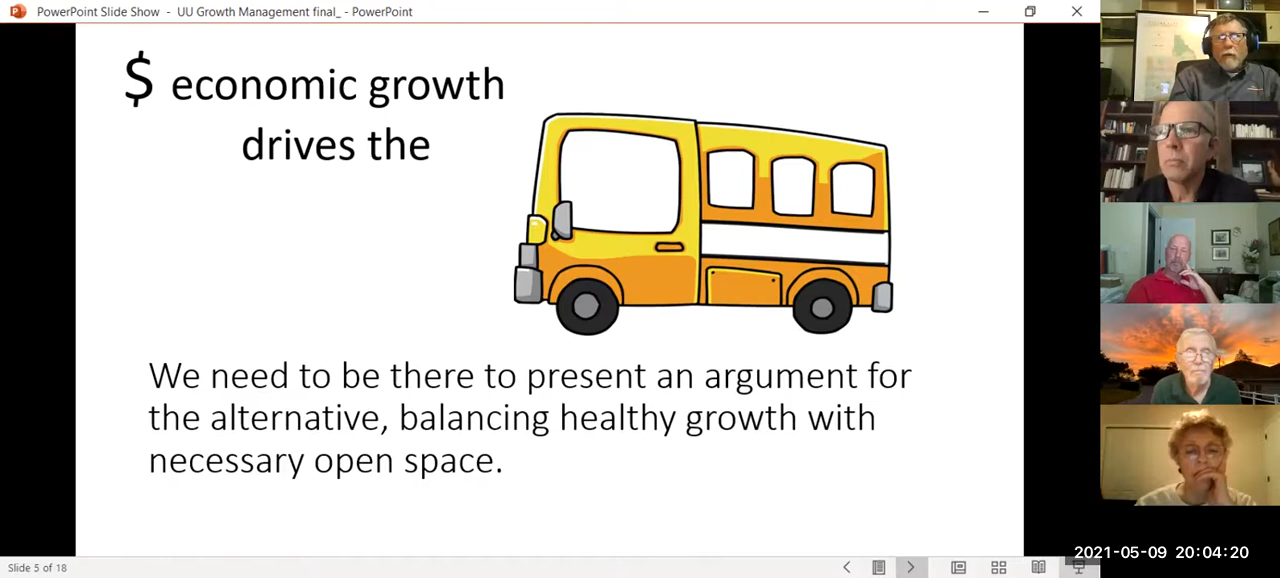 PowerPoint Slide Show - UU Growth Management final_ - PowerPoint
$ economic growth
drives the
We need to be there to present an argument for
the alternative, balancing healthy growth with
necessary open space.
2021-05-09 20:04:20
Slide 5 of 18